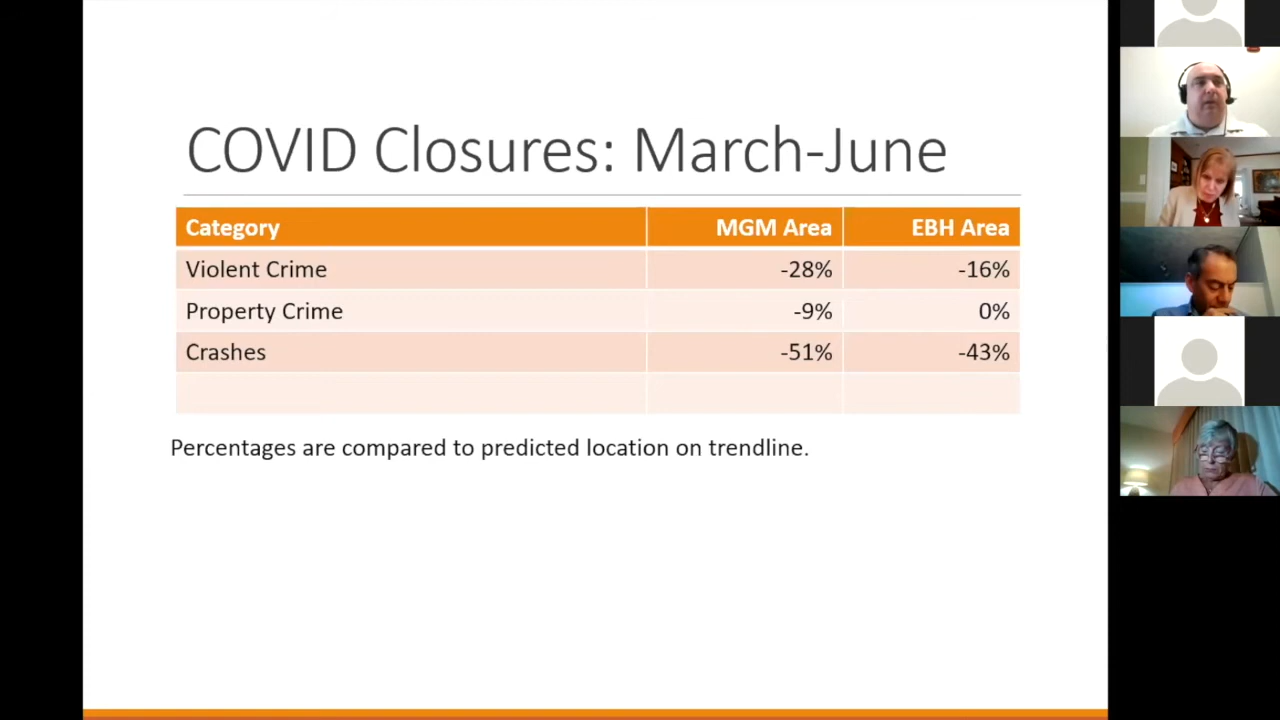 COVID Closures: March-June
Category MGM Area EBH Area
Violent Crime -28% -16%
Property Crime -9% 0%
Crashes -51% -43%
Percentages are compared to predicted location on trendline.